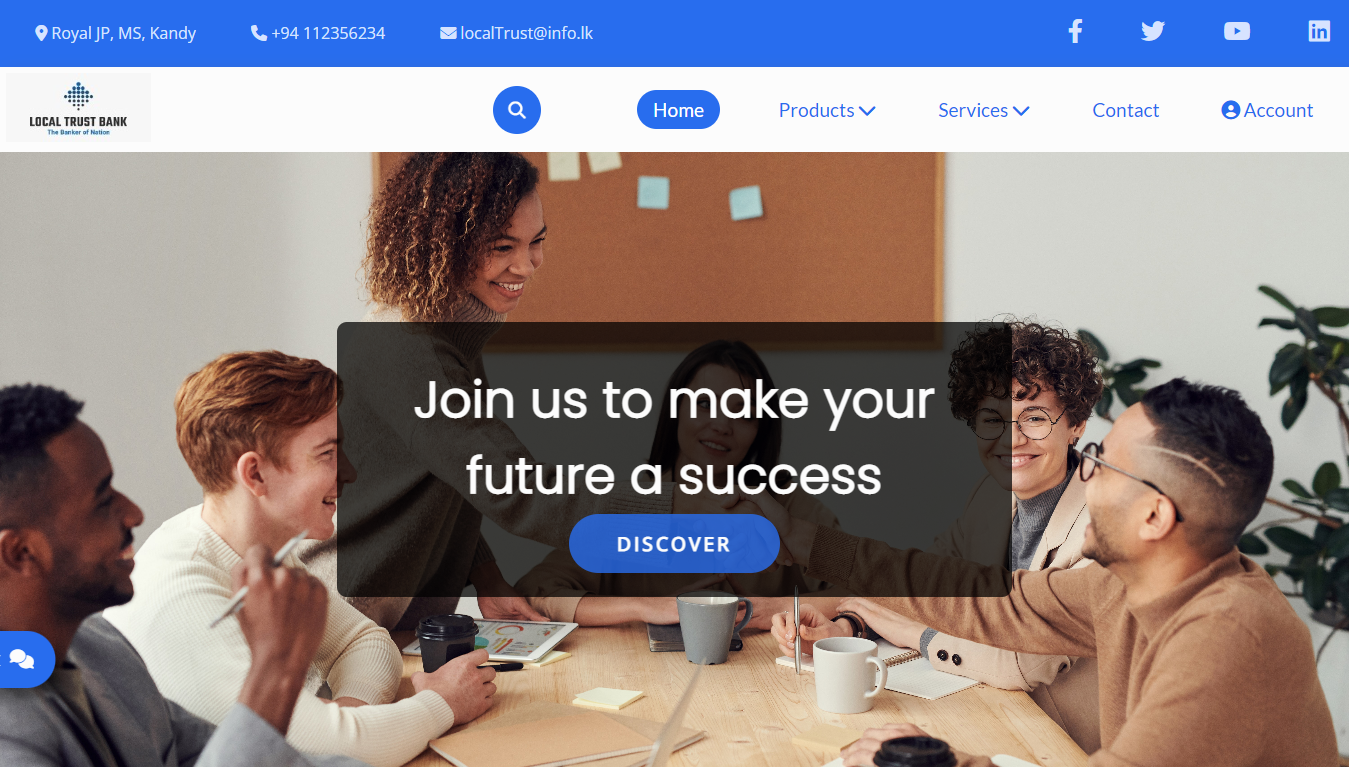 Royal JP, MS, Kandy
+94 112356234
localTrust@info.lk
LOCAL TRUST BANK
The Banker of Nation
Home
Products
Services
Contact
Account
Join us to make your
future a success
DISCOVER